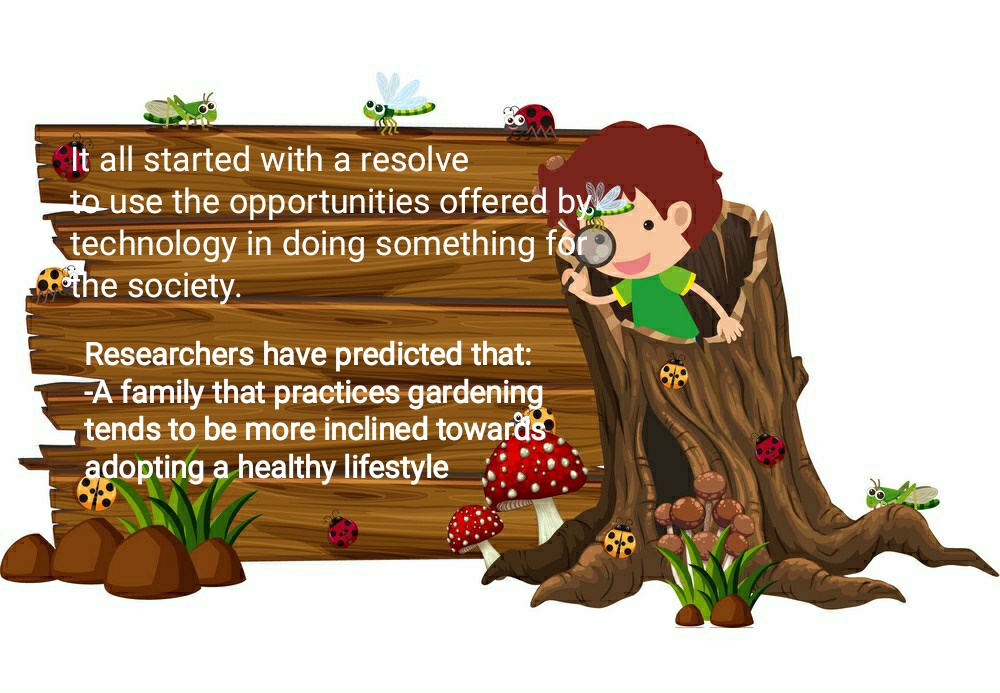 It all started with a resolve
to use the opportunities offered by
technology in doing something for
the society.
Researchers have predicted that:
-A family that practices gardening
tends to be more inclined towards
adopting a healthy lifestyle